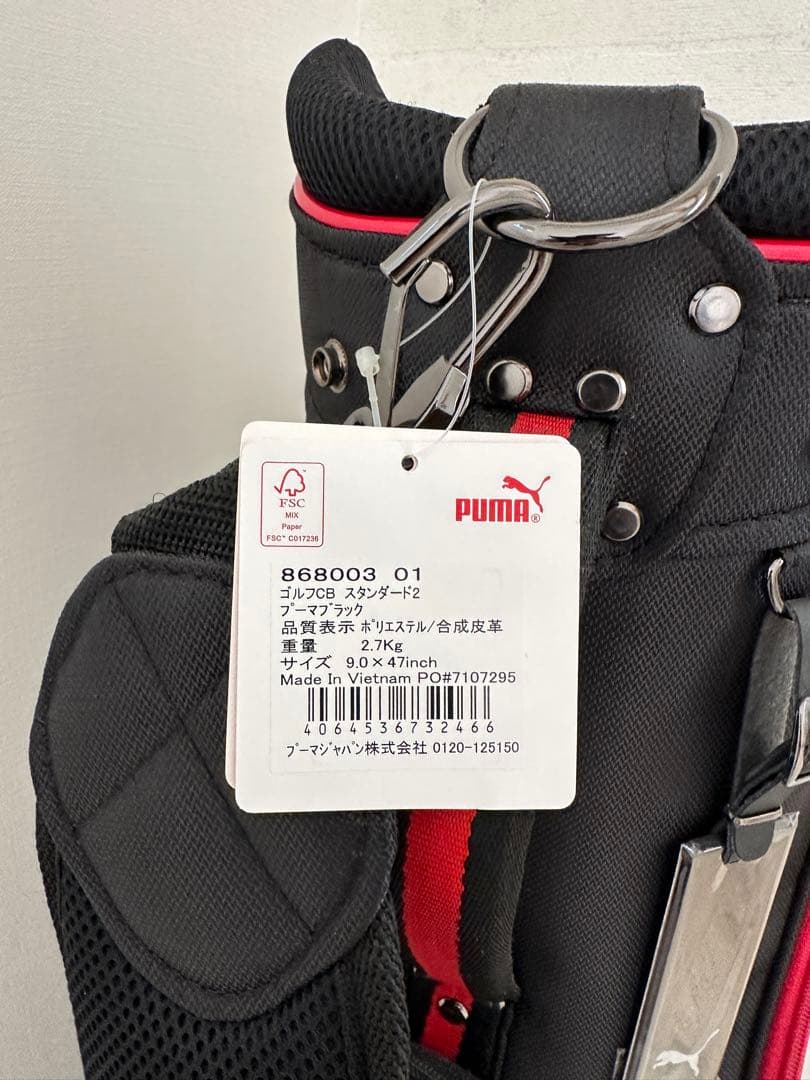 FSC
MIX
Paper
FSC™ C017236
PUMA®
868003 01
ゴルフCB スタンダード2
プーマブラック
品質表示 ポリエステル/合成皮革
重量 2.7Kg
サイズ 9.0×47inch
Made In Vietnam PO#7107295
4064536732466
プーマジャパン株式会社 0120-125150